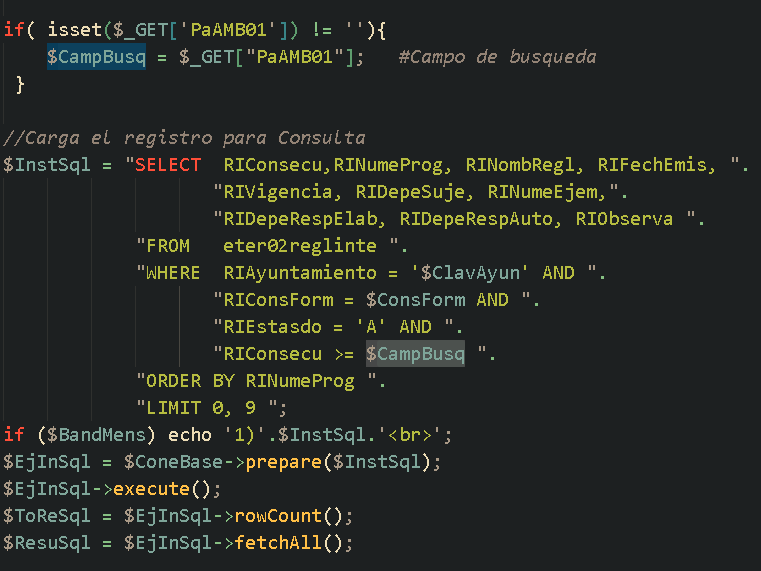 if( isset($_GET['PaAMB01']) != ''){
$CampBusq = $_GET["PaAMB01"];   #Campo de busqueda
}
//Carga el registro para Consulta
$InstSql = "SELECT  RIConsecu,RINumeProg, RINombRegl, RIFechEmis, ".
"RIVigencia, RIDepeSuje, RINumeEjem,".
"RIDepeRespElab, RIDepeRespAuto, RIObserva ".
"FROM   eter02reglinte ".
"WHERE  RIAyuntamiento = '$ClavAyun' AND ".
"RIConsForm = $ConsForm AND ".
"RIEstasdo = 'A' AND ".
"RIConsecu >= $CampBusq ".
"ORDER BY RINumeProg ".
"LIMIT 0, 9 ";
if ($BandMens) echo '1)'.$InstSql.'<br>';
$EjInSql = $ConeBase->prepare($InstSql);
$EjInSql->execute();
$ToReSql = $EjInSql->rowCount();
$ResuSql = $EjInSql->fetchAll();